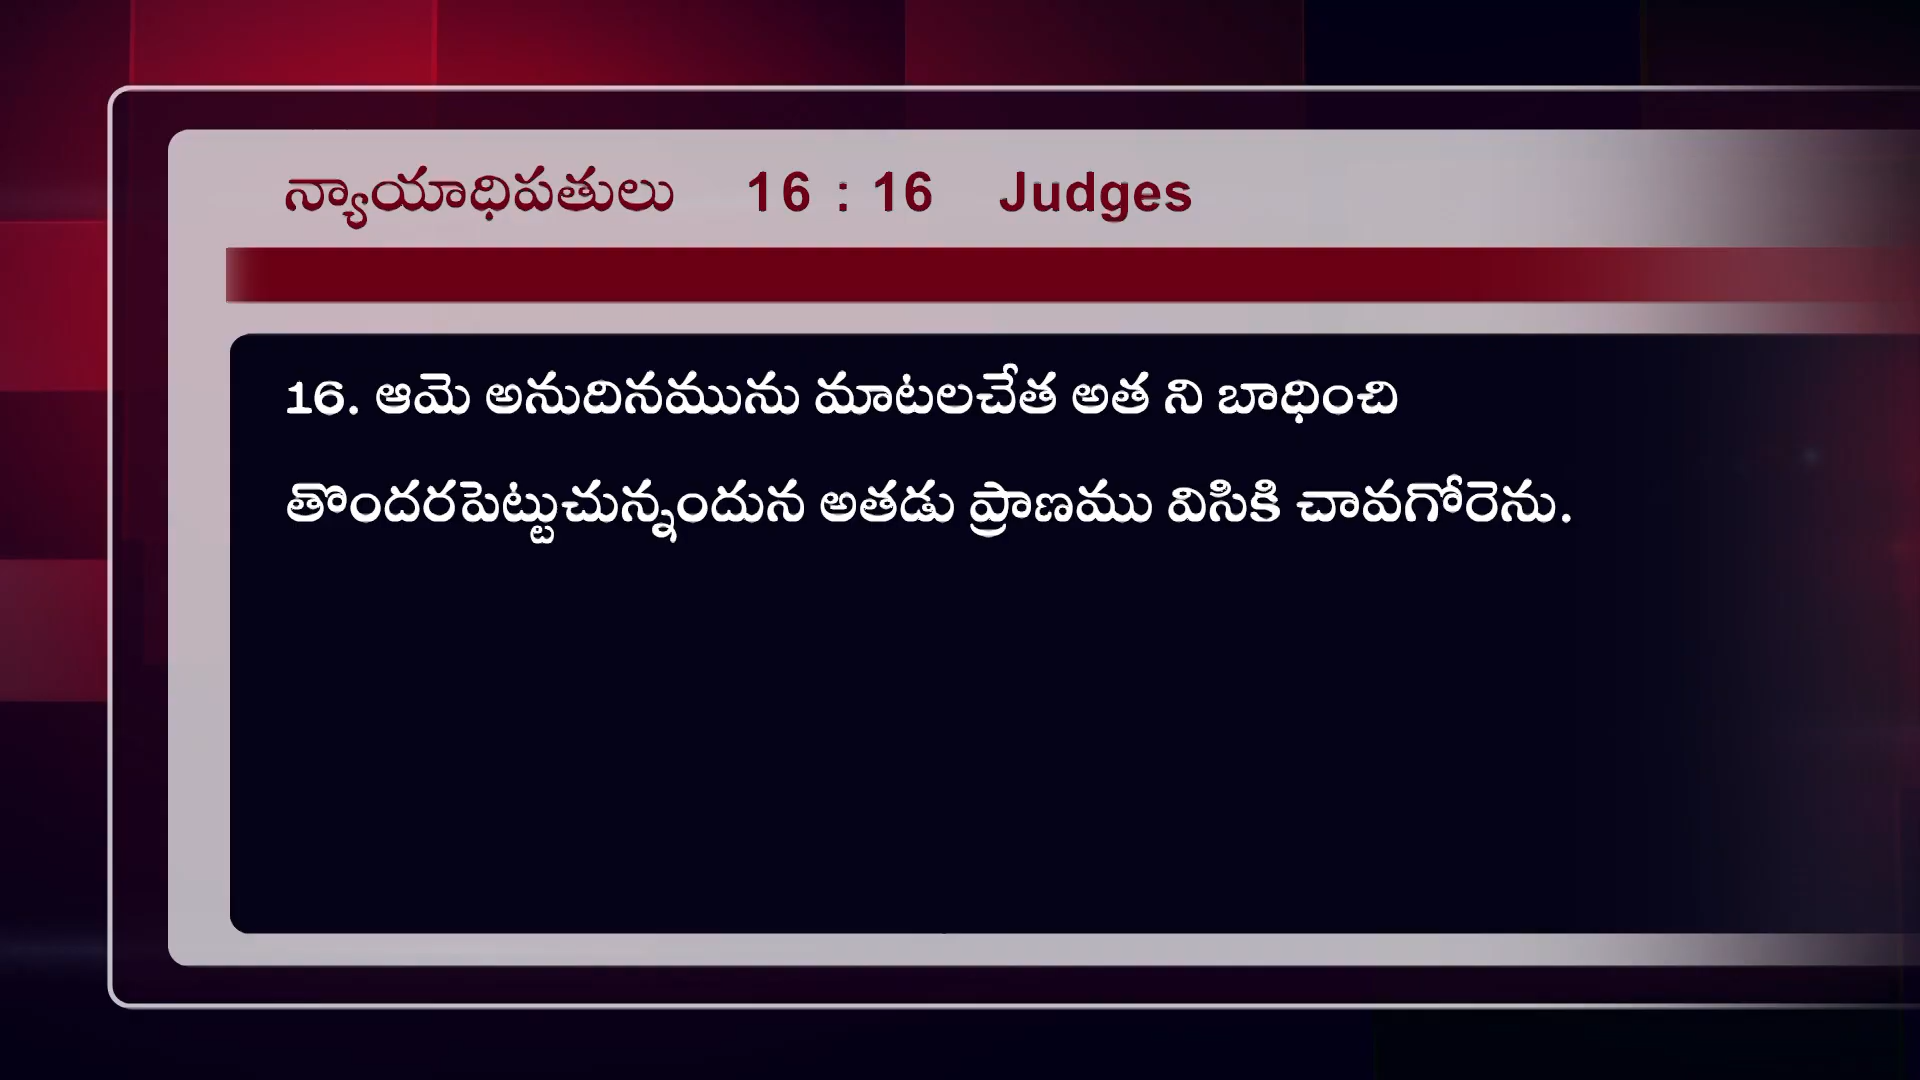 న్యాయాధిపతులు 16 : 16 Judges
16. ఆమె అనుదినమును మాటలచేత అత ని బాధించి
తొందరపెట్టుచున్నందున అతడు ప్రాణము విసికి చావగోరెను.